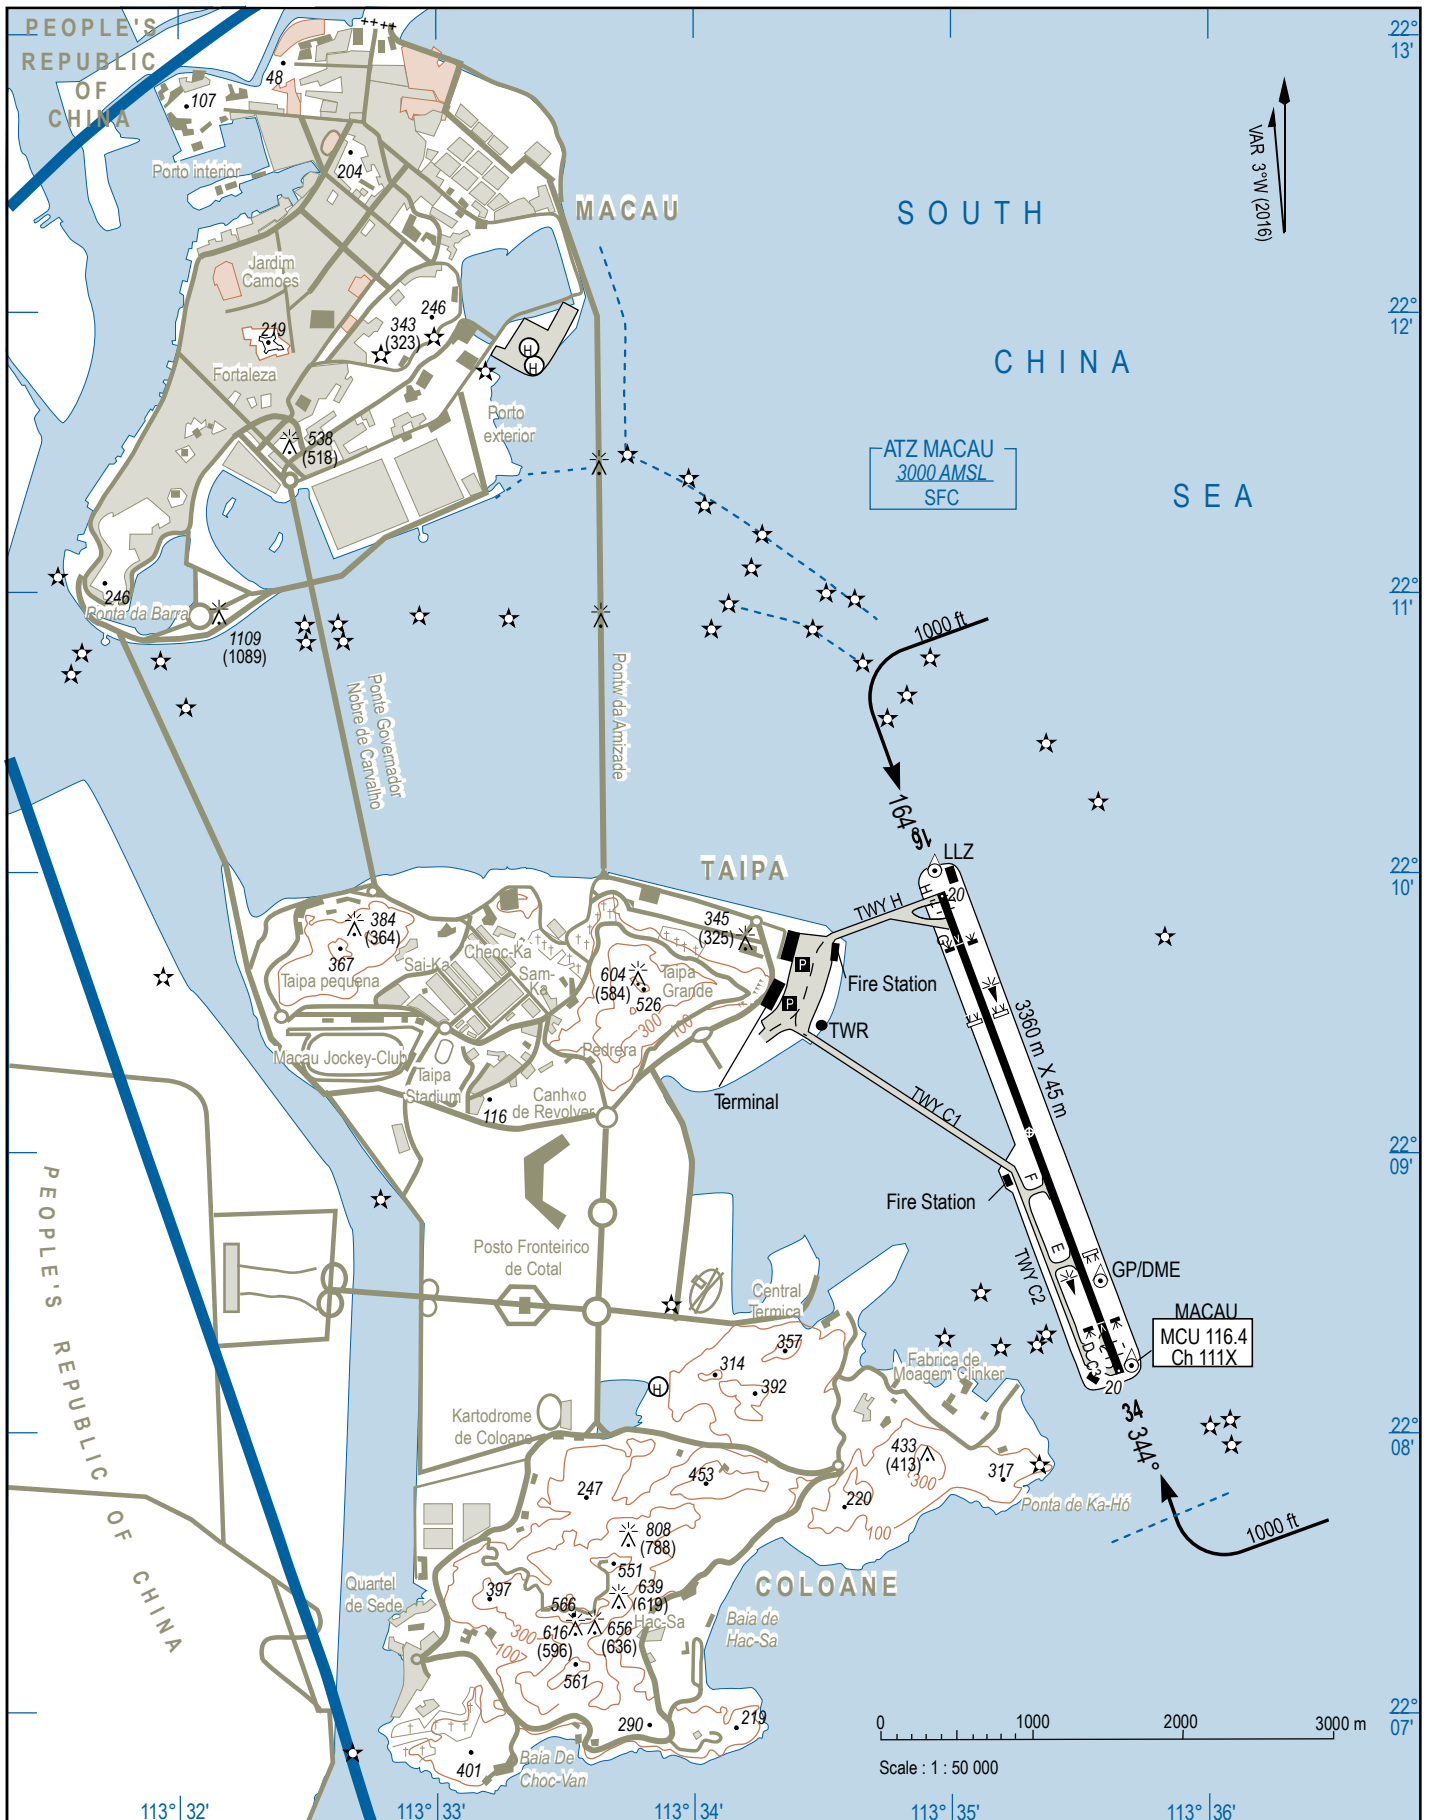 PEOPLE'S
REPUBLIC
OF
CHINA
22°
13'
48
107
Porto intérior
204
VAR 3°W (2016)
MACAU
SOUTH
Jardim
Camoes
246
343
(323)
219
22°
12'
H
H
CHINA
Fortaleza
Porto
exterior
538
(518)
ATZ MACAU
3000 AMSL
SFC
SEA
22°
11'
246
Ponta da Barra
1109
(1089)
1000 ft
Ponte Governador
Nobre de Carvalho
Pontw da Amizade
164°
16
LLZ
TAIPA
22°
10'
H
20
TWY H
384
(364)
367
345
(325)
Cheoc-Ka
Sai-Ka
Sam-
Ka
Taipa pequena
604
(584)
526
Taipa
Grande
P
P
G
Fire Station
TWR
300
100
3360 m X 45 m
Pedrera
Macau Jockey-Club
Taipa
Stadium
116
Canh«o
de Revolver
Terminal
TWY C1
22°
09'
F
Fire Station
PEOPLE'S REPUBLIC OF CHINA
Posto Fronteirico
de Cotal
E
TWY C2
GP/DME
Central
Termica
MACAU
MCU 116.4
Ch 111X
357
314
392
Fabrica de
Moagem Clinker
D
C3
20
H
Kartodrome
de Coloane
34
344°
22°
08'
433
(413)
300
317
453
247
220
100
Ponta de Ka-Hó
1000 ft
808
(788)
551
COLOANE
Quartel
de Sede
397
639
(619)
566
Hac-Sa
Baia de
Hac-Sa
300
100
616
(596)
656
(636)
561
290
219
22°
07'
0 1000 2000 3000 m
401
Baia De
Choc-Van
Scale : 1 : 50 000
113° 32' 113° 33' 113° 34' 113° 35' 113° 36'